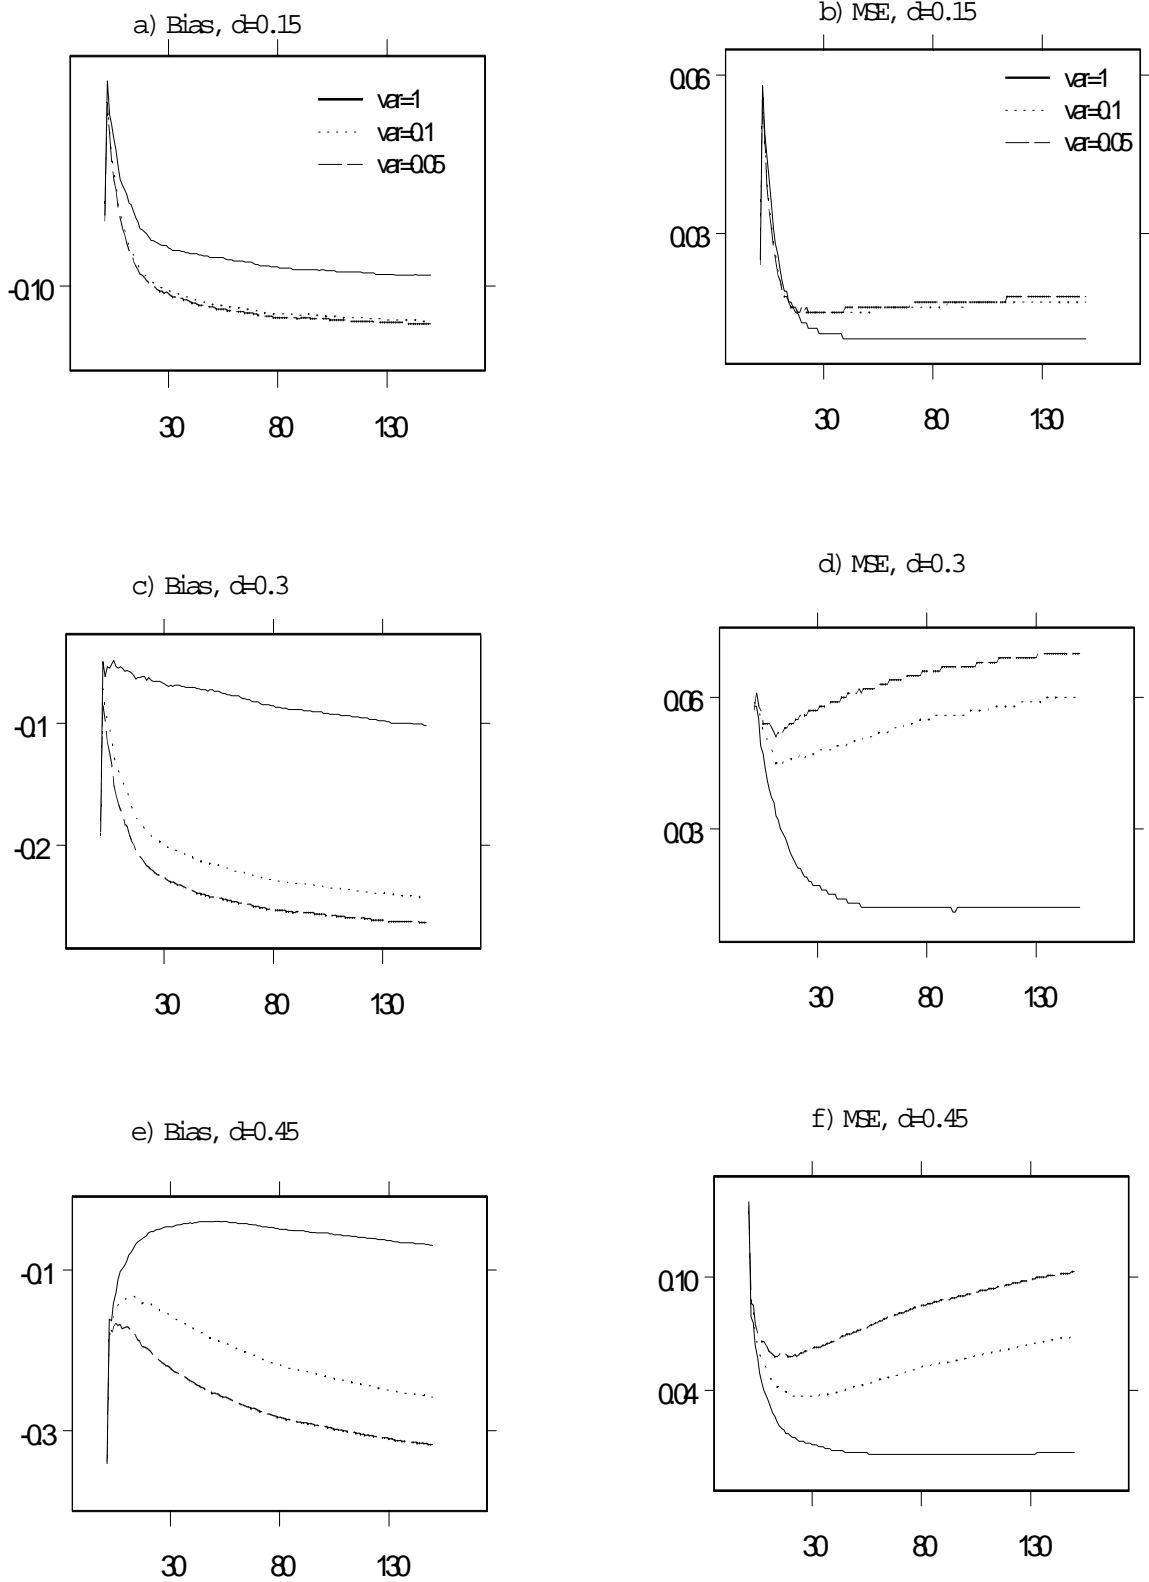 a) Bias, d=0.15
var=1
var=0.1
var=0.05
-0.10
30 80 130
b) MSE, d=0.15
0.06
var=1
var=0.1
var=0.05
0.03
30 80 130
c) Bias, d=0.3
-0.1
-0.2
30 80 130
d) MSE, d=0.3
0.06
0.03
30 80 130
e) Bias, d=0.45
-0.1
-0.3
30 80 130
f) MSE, d=0.45
0.10
0.04
30 80 130